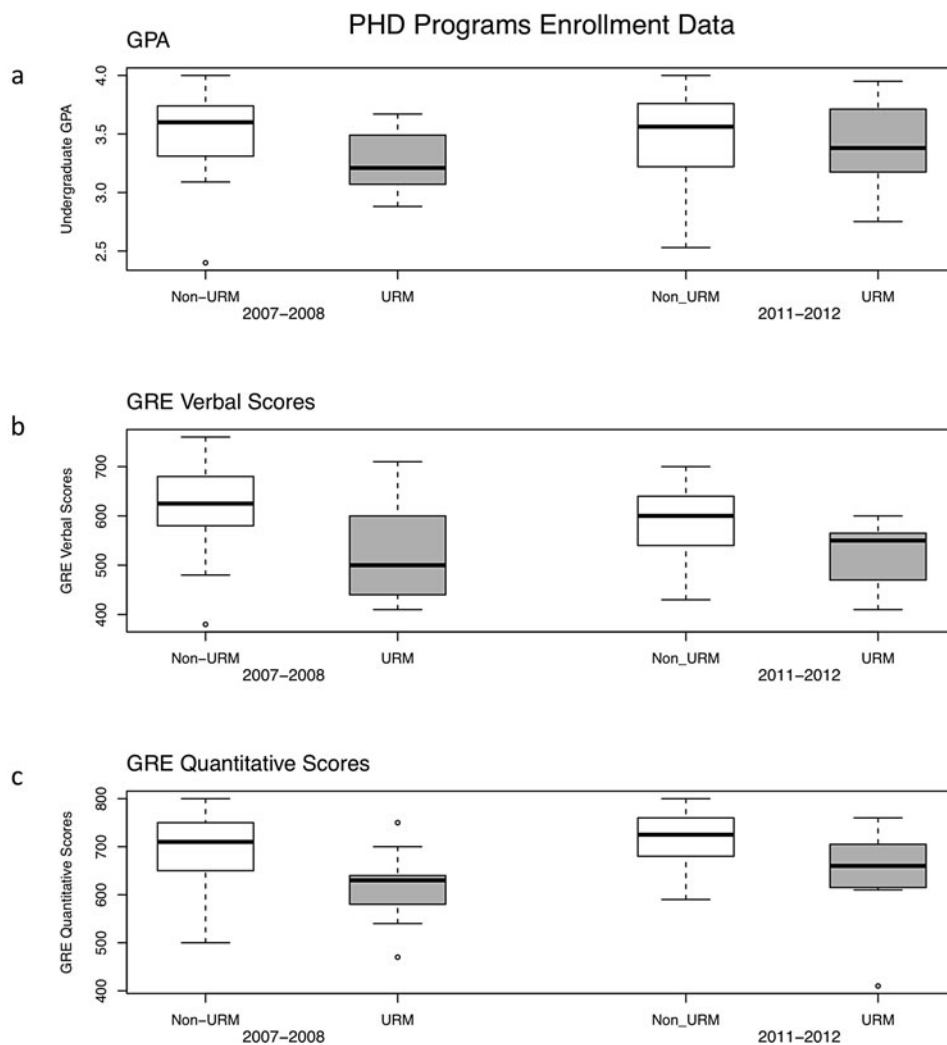 PHD Programs Enrollment Data
GPA
a
Undergraduate GPA
4.0
3.5
3.0
2.5
Non-URM URM Non_URM URM
2007-2008 2011-2012
GRE Verbal Scores
b
GRE Verbal Scores
700
600
500
400
Non-URM URM Non_URM URM
2007-2008 2011-2012
GRE Quantitative Scores
c
GRE Quantitative Scores
800
700
600
500
400
Non-URM URM Non_URM URM
2007-2008 2011-2012